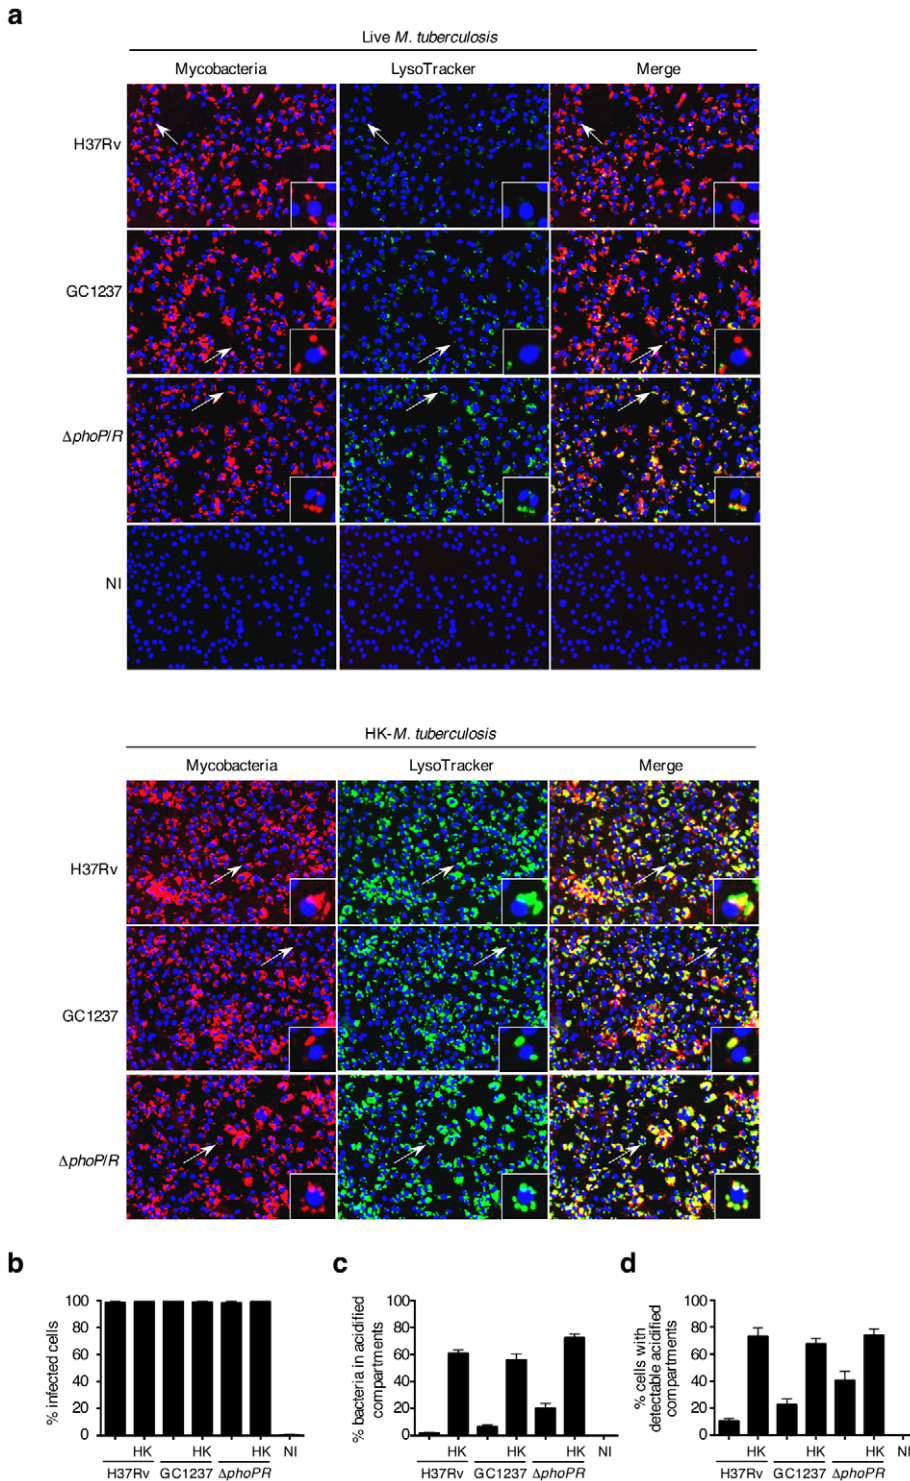 a
Live M. tuberculosis
Mycobacteria LysoTracker Merge
H37Rv
GC1237
ΔphoP/R
NI
HK-M. tuberculosis
Mycobacteria LysoTracker Merge
H37Rv
GC1237
ΔphoP/R
b
% infected cells
100
80
60
40
20
0
HK HK HK NI
H37Rv GC1237 ΔphoPR
c
% bacteria in acidified
compartments
100
80
60
40
20
0
HK HK HK NI
H37Rv GC1237 ΔphoPR
d
% cells with
detectable acidified
compartments
100
80
60
40
20
0
HK HK HK NI
H37Rv GC1237 ΔphoPR